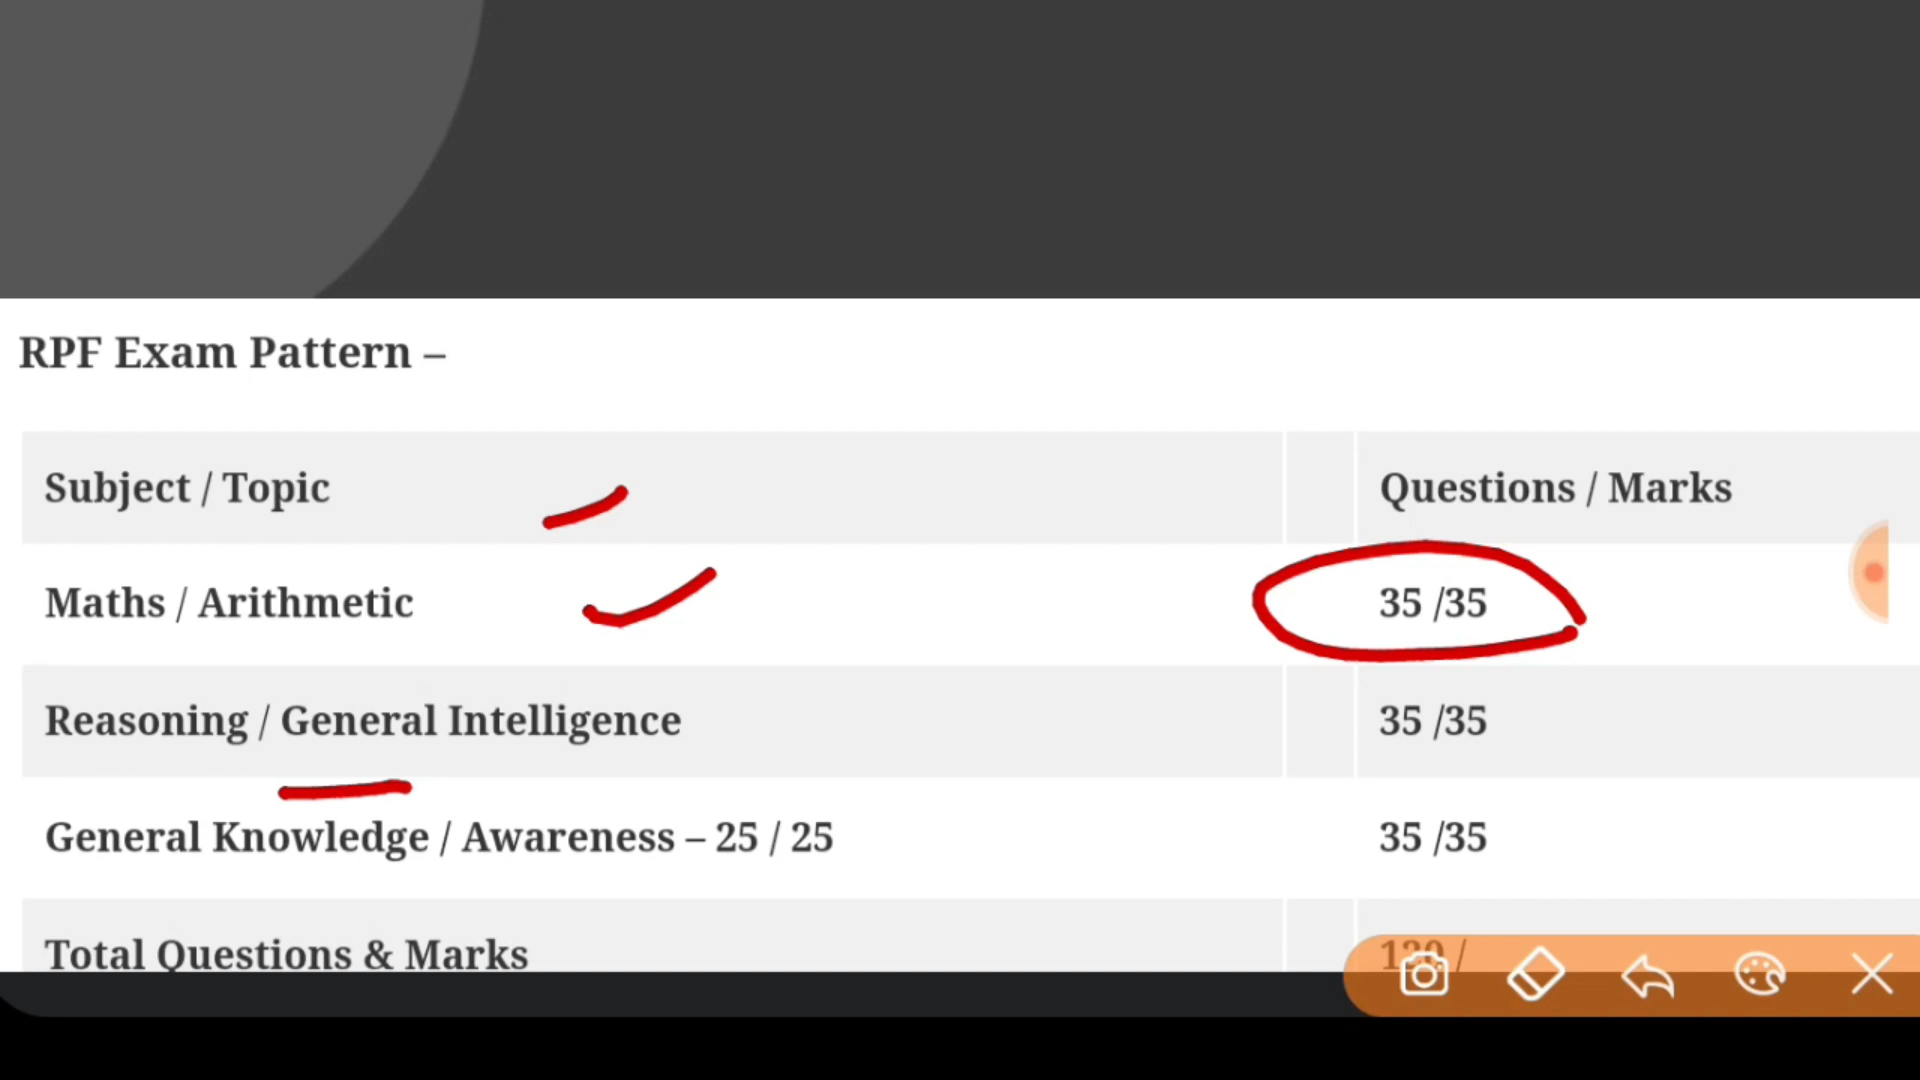 RPF Exam Pattern –
Subject / Topic Questions / Marks
Maths / Arithmetic 35 /35
Reasoning / General Intelligence 35 /35
General Knowledge / Awareness – 25 / 25 35 /35
Total Questions & Marks /